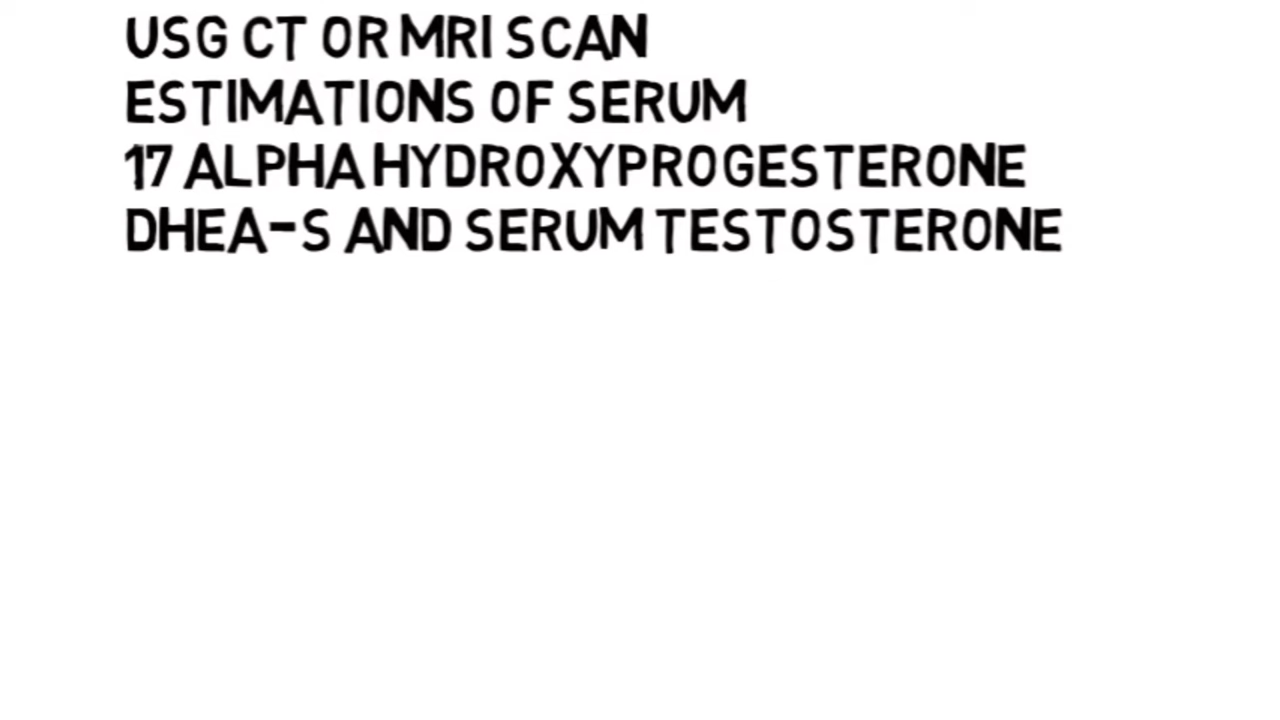 USG CT OR MRI SCAN
ESTIMATIONS OF SERUM
17 ALPHA HYDROXYPROGESTERONE
DHEA-S AND SERUM TESTOSTERONE